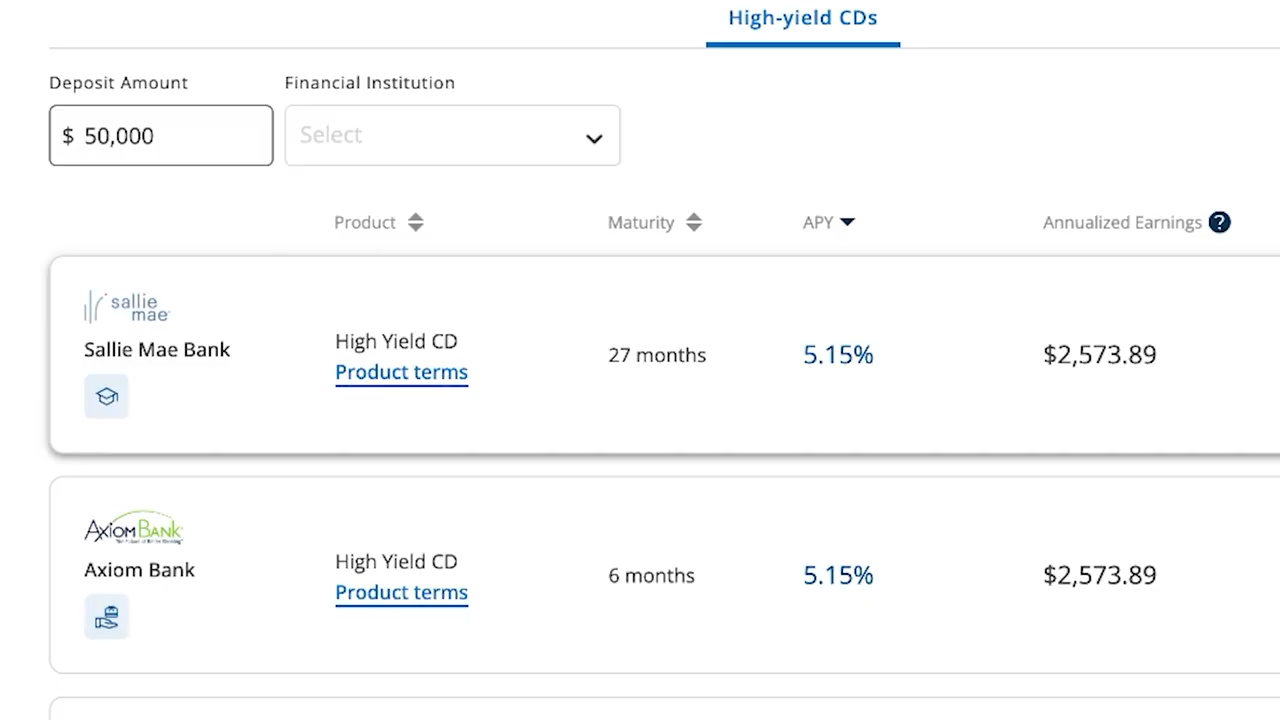 High-yield CDs
Deposit Amount
Financial Institution
$ 50,000
Select
Product
Maturity
APY
Annualized Earnings ?
sallie
mae
Sallie Mae Bank
High Yield CD
Product terms
27 months
5.15%
$2,573.89
AXIOM BANK
Axiom Bank
High Yield CD
Product terms
6 months
5.15%
$2,573.89